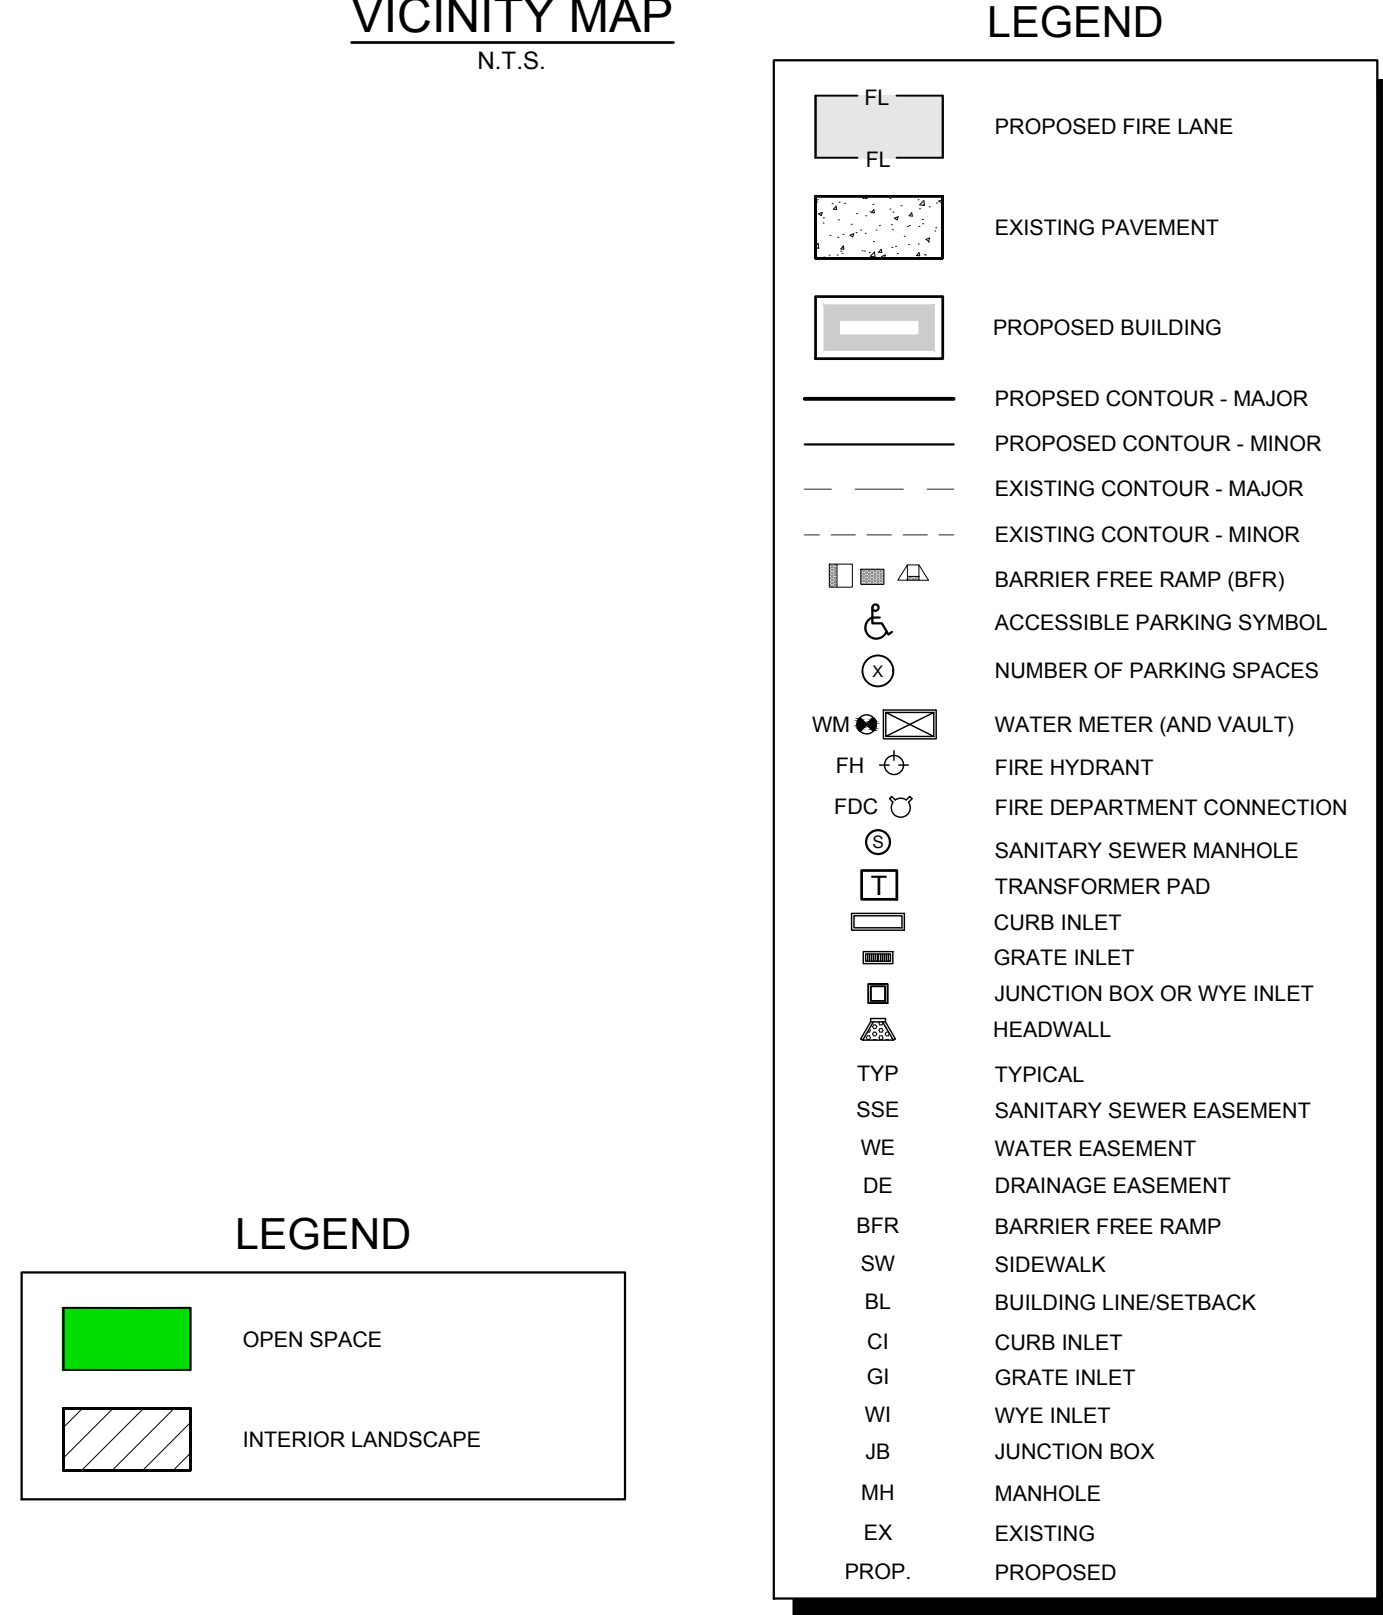 VICINITY MAP
N.T.S.
LEGEND
FL
FL
PROPOSED FIRE LANE
EXISTING PAVEMENT
PROPOSED BUILDING
PROPSED CONTOUR - MAJOR
PROPOSED CONTOUR - MINOR
EXISTING CONTOUR - MAJOR
EXISTING CONTOUR - MINOR
BARRIER FREE RAMP (BFR)
ACCESSIBLE PARKING SYMBOL
X NUMBER OF PARKING SPACES
WM WATER METER (AND VAULT)
FH FIRE HYDRANT
FDC FIRE DEPARTMENT CONNECTION
S SANITARY SEWER MANHOLE
T TRANSFORMER PAD
CURB INLET
GRATE INLET
JUNCTION BOX OR WYE INLET
HEADWALL
TYP TYPICAL
SSE SANITARY SEWER EASEMENT
WE WATER EASEMENT
DE DRAINAGE EASEMENT
BFR BARRIER FREE RAMP
SW SIDEWALK
BL BUILDING LINE/SETBACK
CI CURB INLET
GI GRATE INLET
WI WYE INLET
JB JUNCTION BOX
MH MANHOLE
EX EXISTING
PROP. PROPOSED
LEGEND
OPEN SPACE
INTERIOR LANDSCAPE